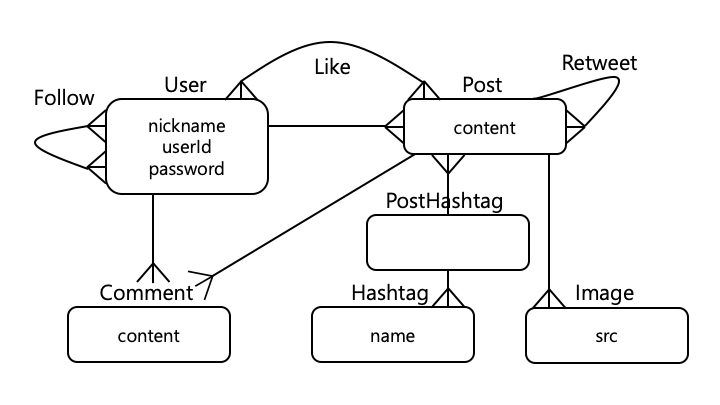 Like
Retweet
User
Post
Follow
nickname
userId
password
content
PostHashtag
Comment
Hashtag
Image
content
name
src